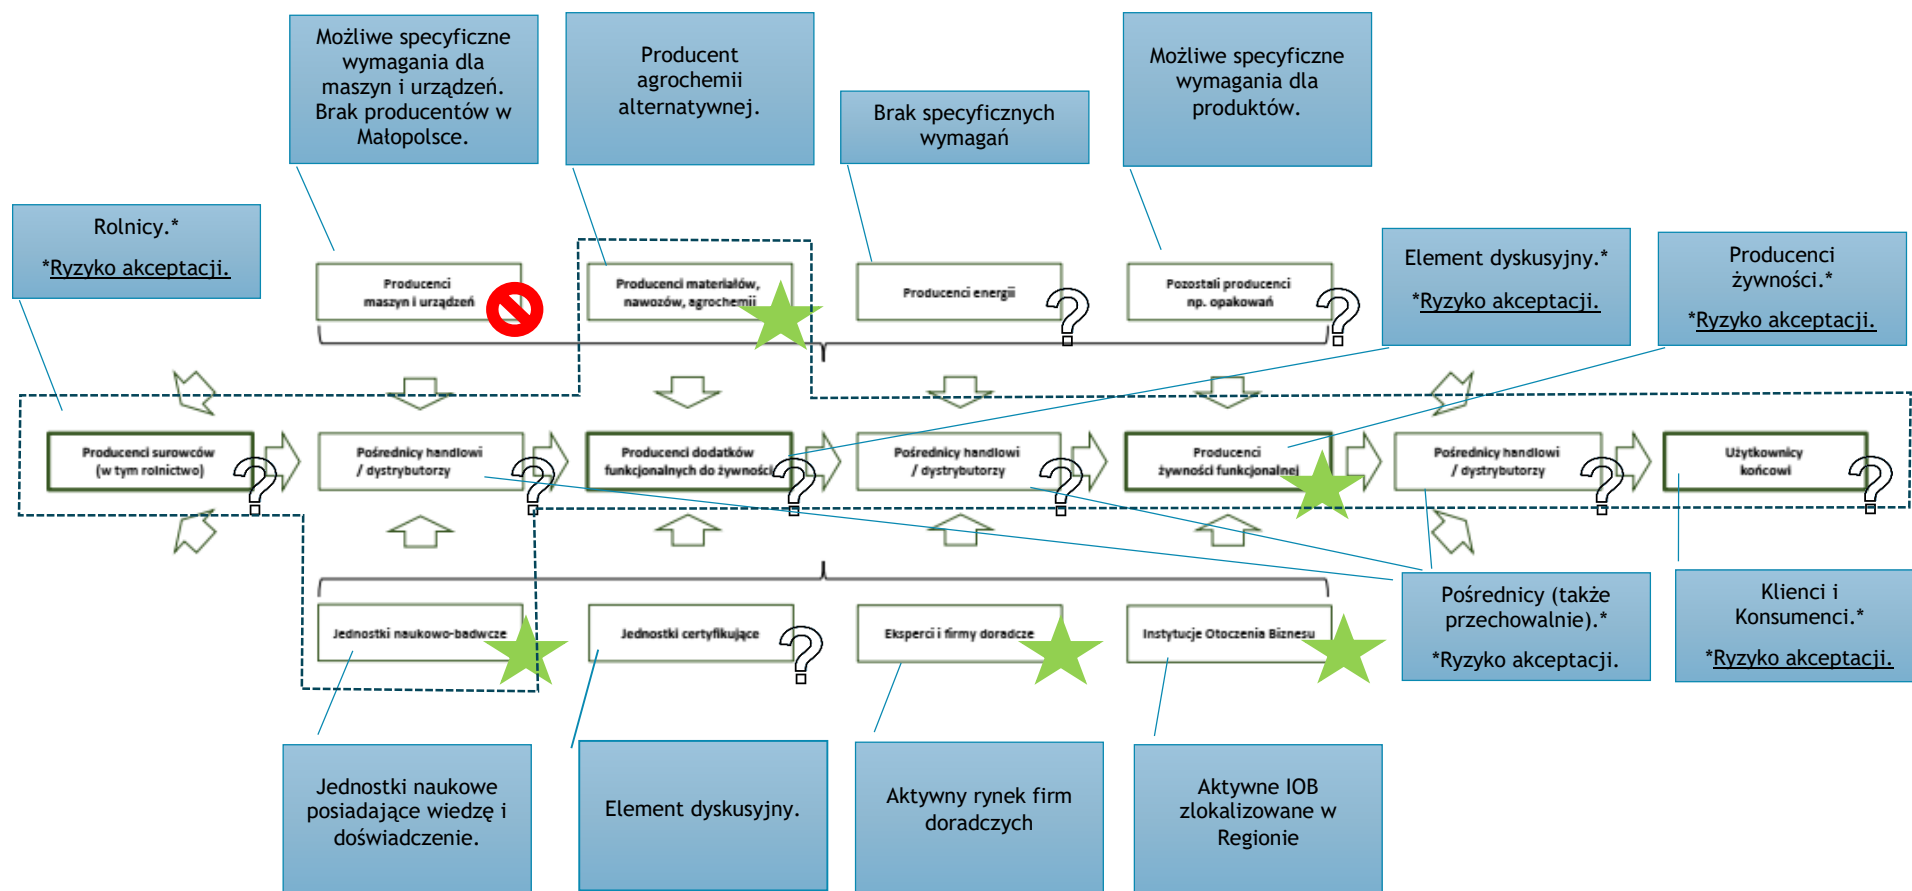 Możliwe specyficzne
wymagania dla
maszyn i urządzeń.
Brak producentów w
Małopolsce.
Producent
agrochemii
alternatywnej.
Brak specyficznych
wymagań
Możliwe specyficzne
wymagania dla
produktów.
Rolnicy.*
*Ryzyko akceptacji.
Element dyskusyjny.*
*Ryzyko akceptacji.
Producenci
żywności.*
*Ryzyko akceptacji.
Producenci
maszyn i urządzeń
Producenci materiałów,
nawozów, agrochemii
Producenci energii
?
Pozostali producenci
np. opakowań
?
Producenci surowców
(w tym rolnictwo)
?
Pośrednicy handlowi
/ dystrybutorzy
?
Producenci dodatków
funkcjonalnych do żywności
?
Pośrednicy handlowi
/ dystrybutorzy
?
Producenci
żywności funkcjonalnej
Pośrednicy handlowi
/ dystrybutorzy
?
Użytkownicy
końcowi
?
Jednostki naukowo-badwcze
Jednostki certyfikujące
?
Eksperci i firmy doradcze
Instytucje Otoczenia Biznesu
Pośrednicy (także
przechowalnie).*
*Ryzyko akceptacji.
Klienci i
Konsumenci.*
*Ryzyko akceptacji.
Jednostki naukowe
posiadające wiedzę i
doświadczenie.
Element dyskusyjny.
Aktywny rynek firm
doradczych
Aktywne IOB
zlokalizowane w
Regionie